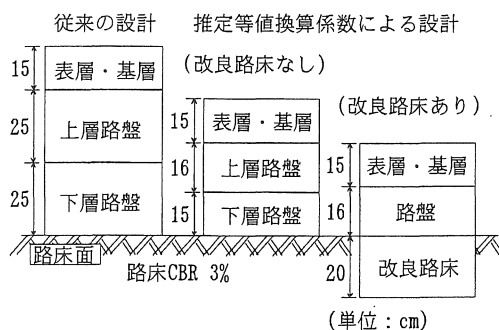 従来の設計 推定等値換算係数による設計
(改良路床なし)
(改良路床あり)
15 表層・基層
25 上層路盤
25 下層路盤
15 表層・基層
16 上層路盤
15 下層路盤
15 表層・基層
16 路盤
20 改良路床
路床面
路床CBR 3%
(単位：cm)